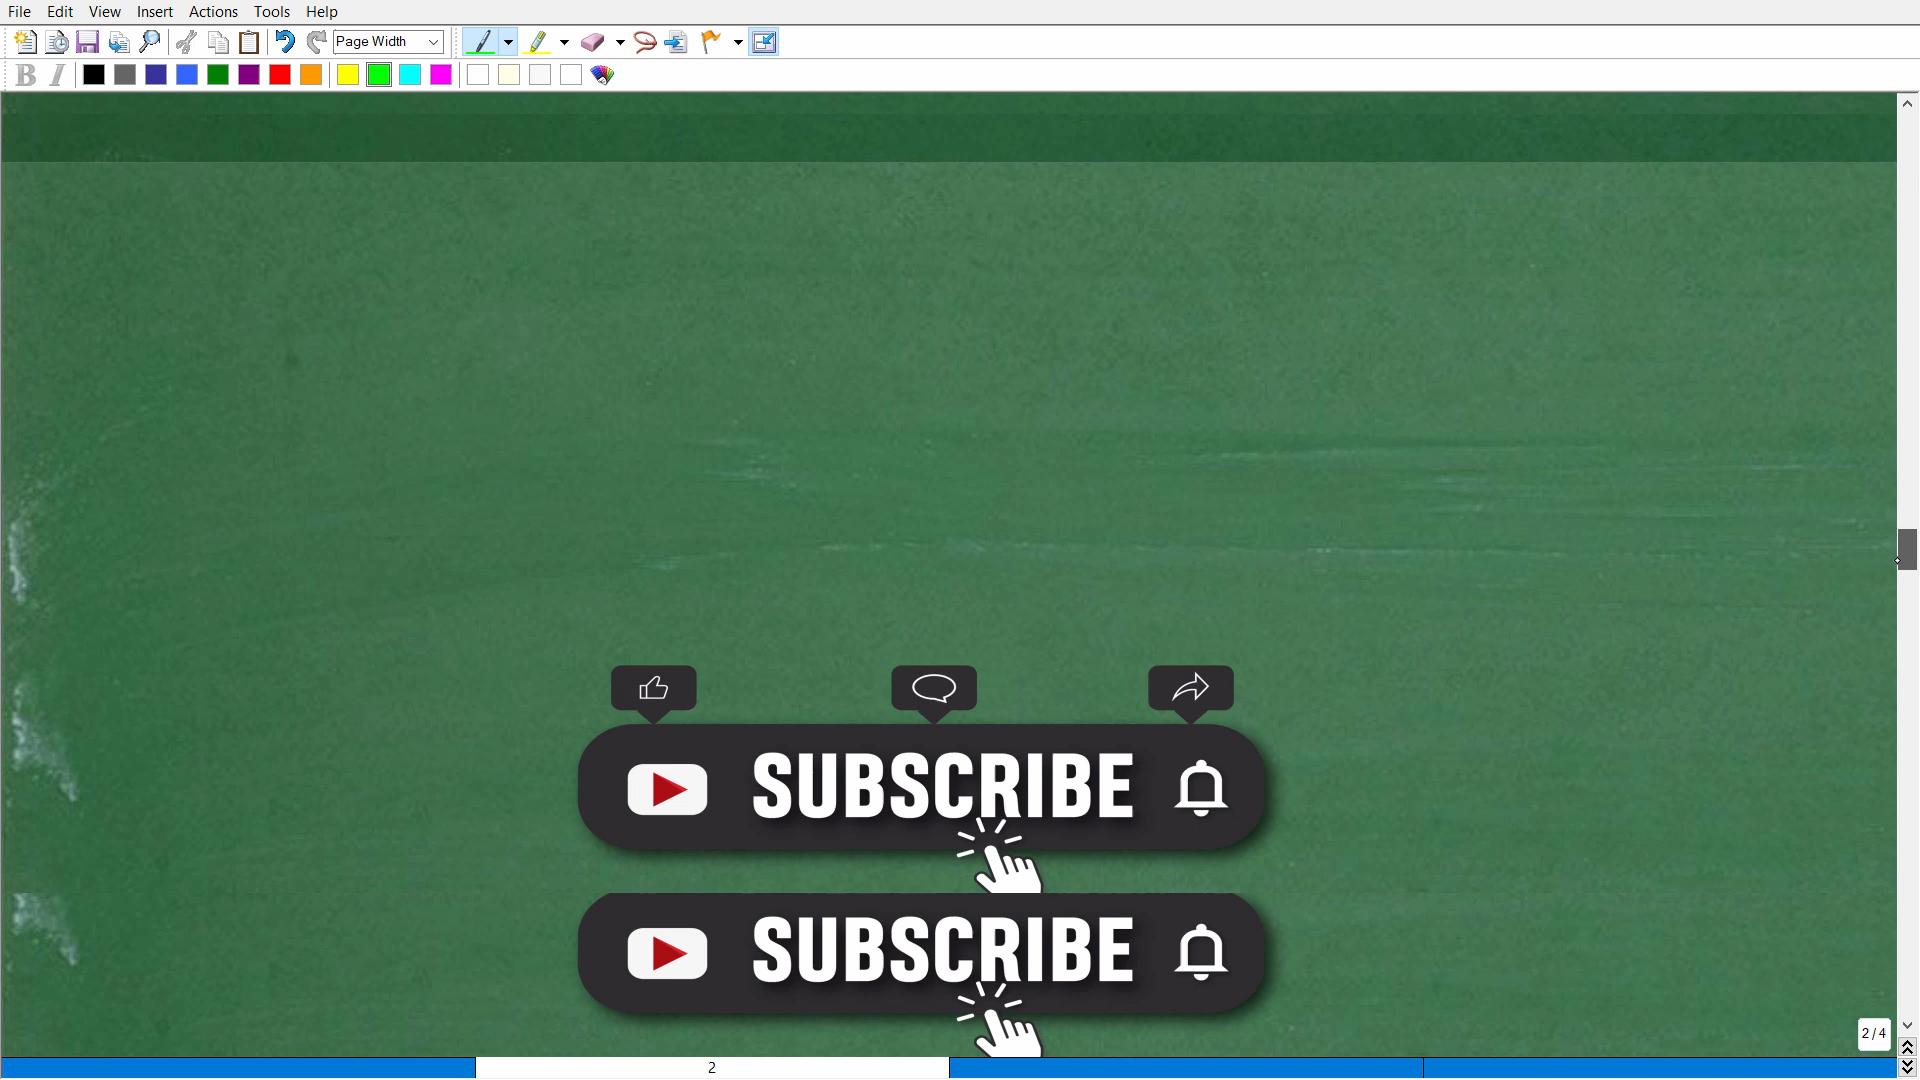 File Edit View Insert Actions Tools Help
Page Width
B I
SUBSCRIBE
SUBSCRIBE
2 / 4
2